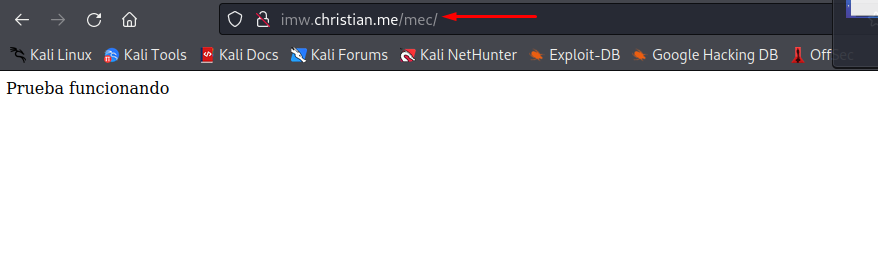 imw.christian.me/mec/
Kali Linux Kali Tools Kali Docs Kali Forums Kali NetHunter Exploit-DB Google Hacking DB OffSec
Prueba funcionando